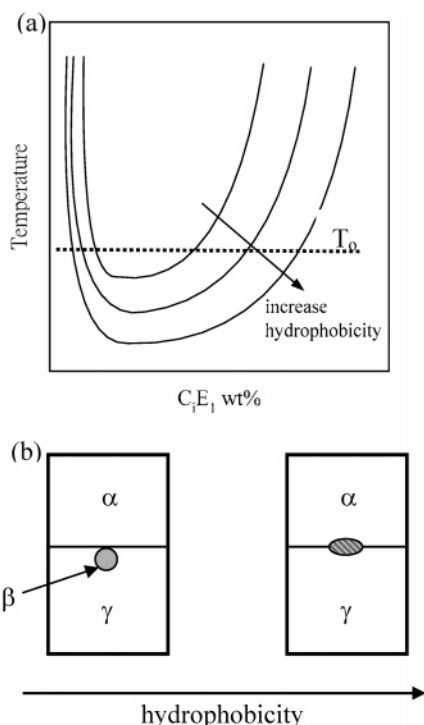 (a)
Temperature
T₀
increase
hydrophobicity
CᵢE₁ wt%
(b)
α
α
β
γ
γ
hydrophobicity